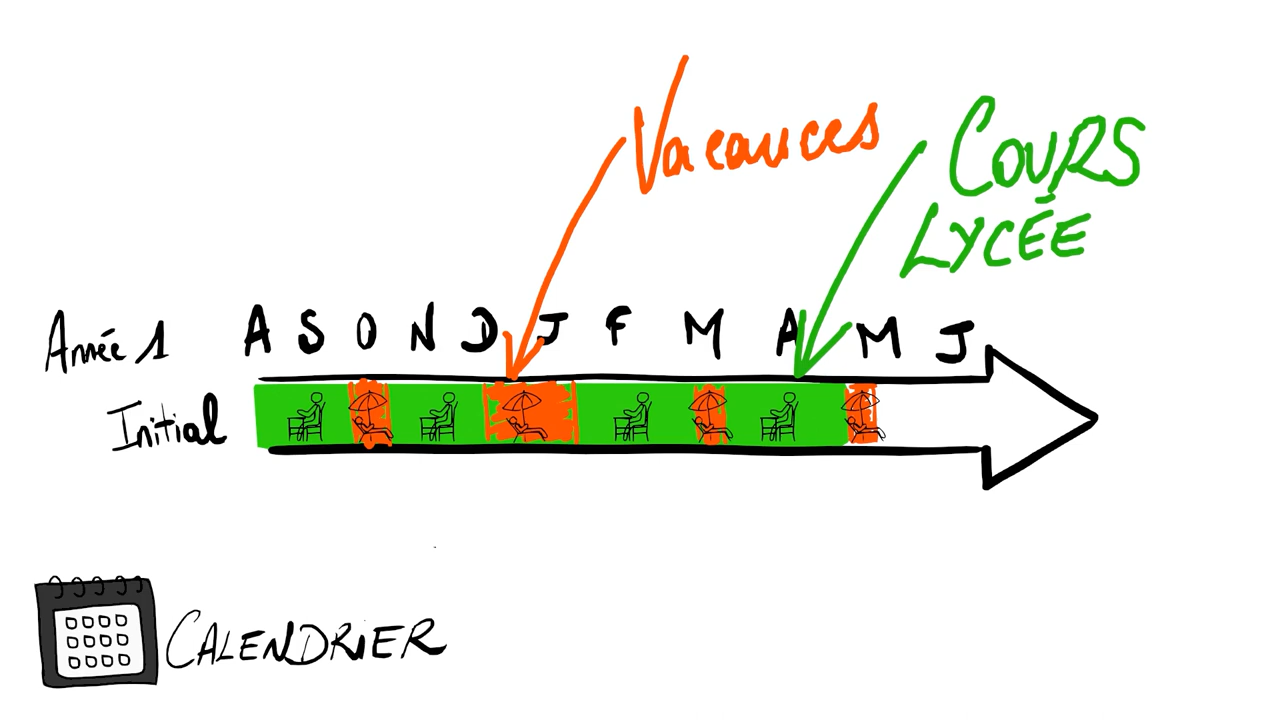 Vacances
COURS
LYCÉE
Année 1 A S O N D J F M A M J
Initial
CALENDRIER